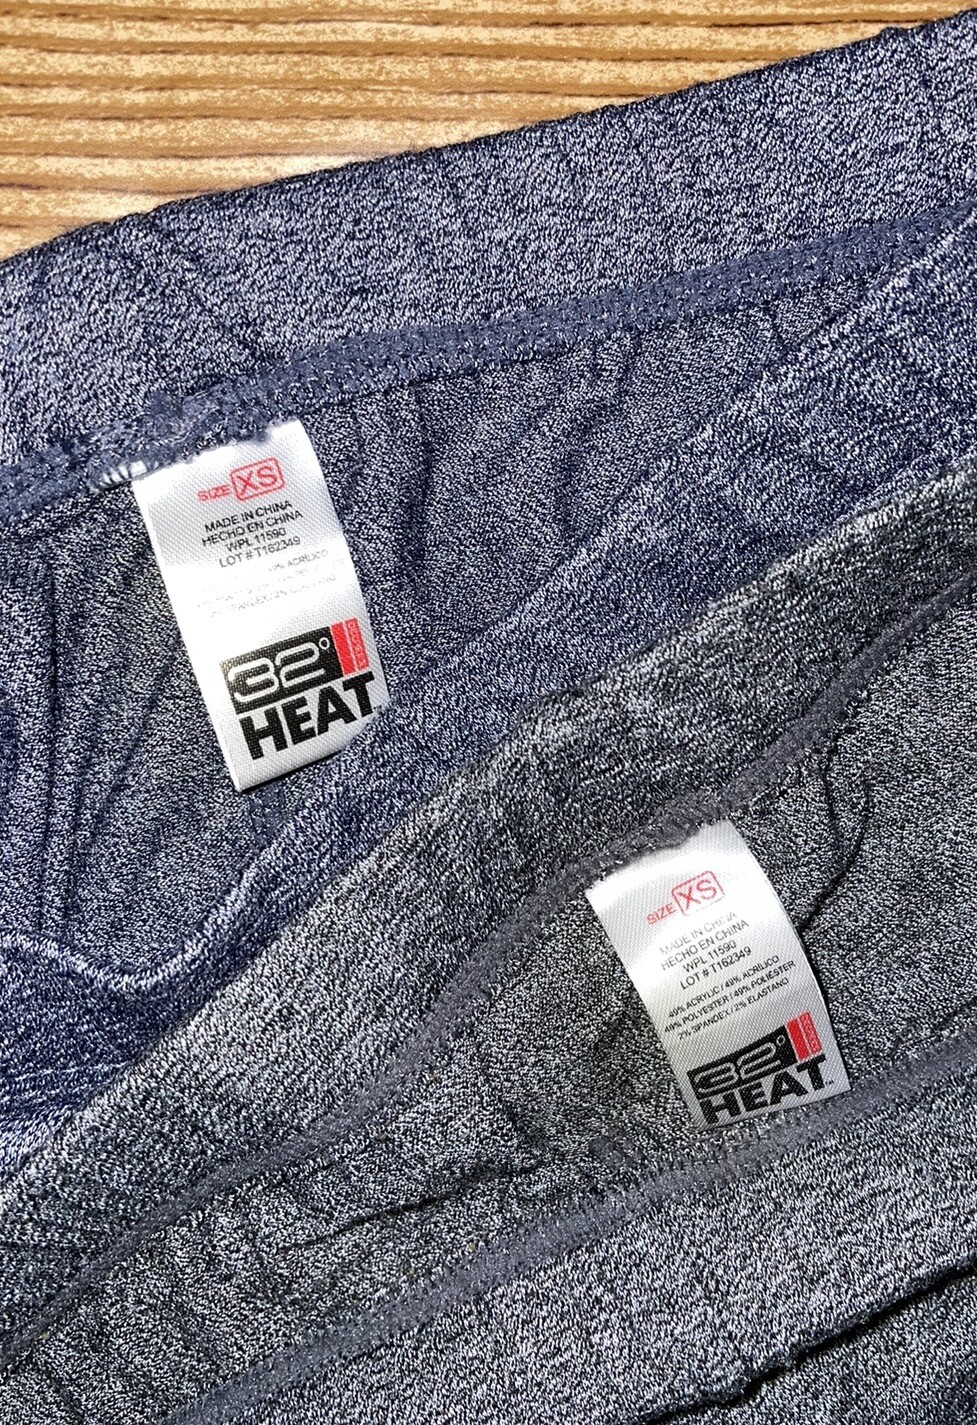 SIZE XS
MADE IN CHINA
HECHO EN CHINA
WPL 11590
LOT # T162349
ACRÍLICO
32°
HEAT
SIZE XS
MADE IN CHINA
HECHO EN CHINA
WPL 11590
LOT # T162349
49% ACRYLIC / 49% ACRÍLICO
49% POLYESTER / 49% POLIESTER
2% SPANDEX / 2% ELASTANO
32°
HEAT